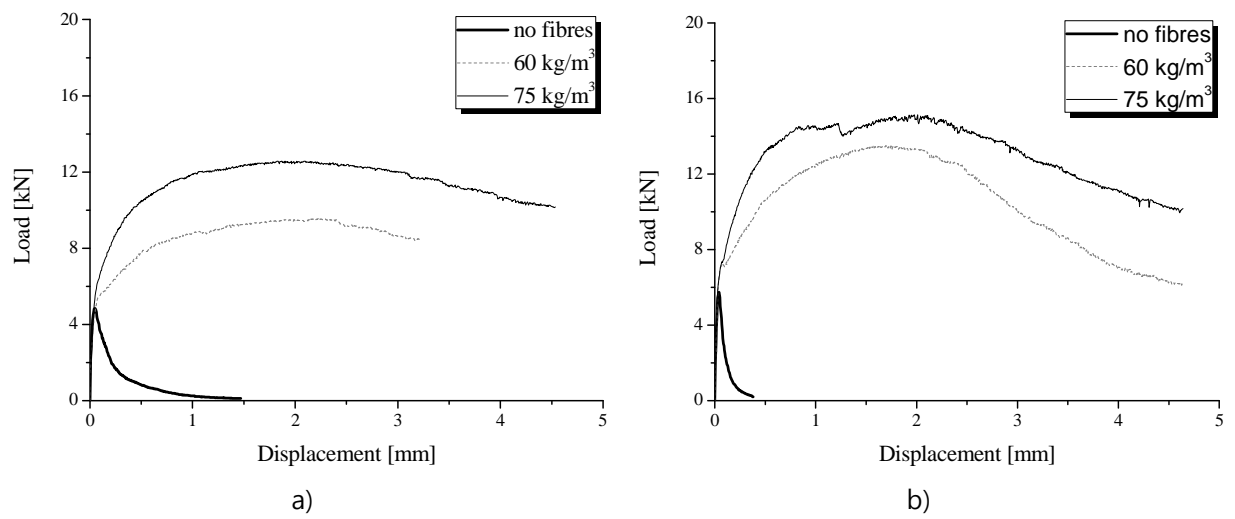 20
16
12
8
4
0
Load [kN]
no fibres
60 kg/m³
75 kg/m³
0 1 2 3 4 5
Displacement [mm]
a)
20
16
12
8
4
0
Load [kN]
no fibres
60 kg/m³
75 kg/m³
0 1 2 3 4 5
Displacement [mm]
b)